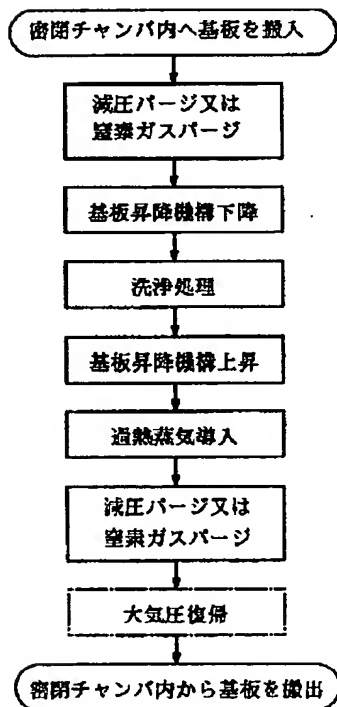 密閉チャンバ内へ基板を搬入
減圧パージ又は
窒素ガスパージ
基板昇降機構下降
洗浄処理
基板昇降機構上昇
過熱蒸気導入
減圧パージ又は
窒素ガスパージ
大気圧復帰
密閉チャンバ内から基板を搬出